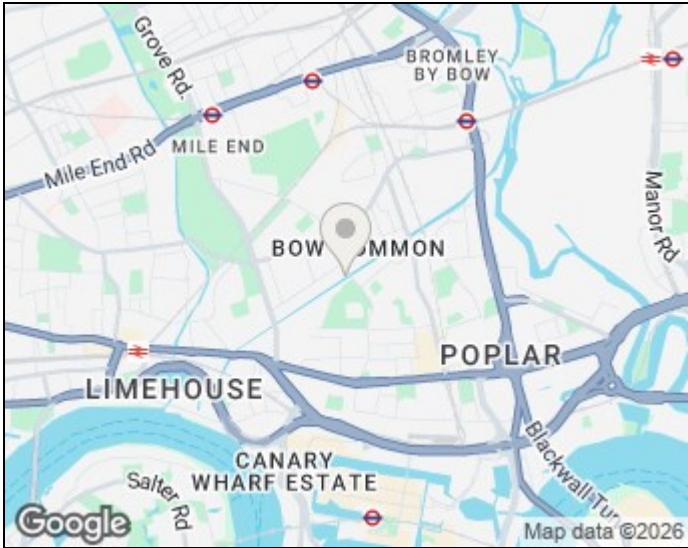 Grove Rd.
BROMLEY
BY BOW
MILE END
Mile End Rd
Manor Rd
BOW COMMON
POPLAR
LIMEHOUSE
Blackwall Tu
CANARY
WHARF ESTATE
Salter Rd
Google
Map data ©2026